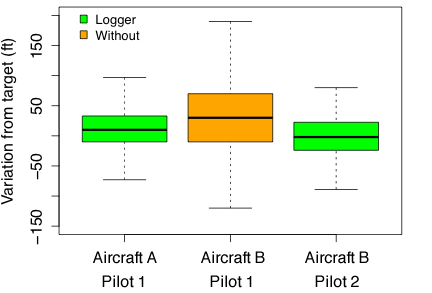 Logger
Without
Variation from target (ft)
150
50
−50
−150
Aircraft A Aircraft B Aircraft B
Pilot 1 Pilot 1 Pilot 2